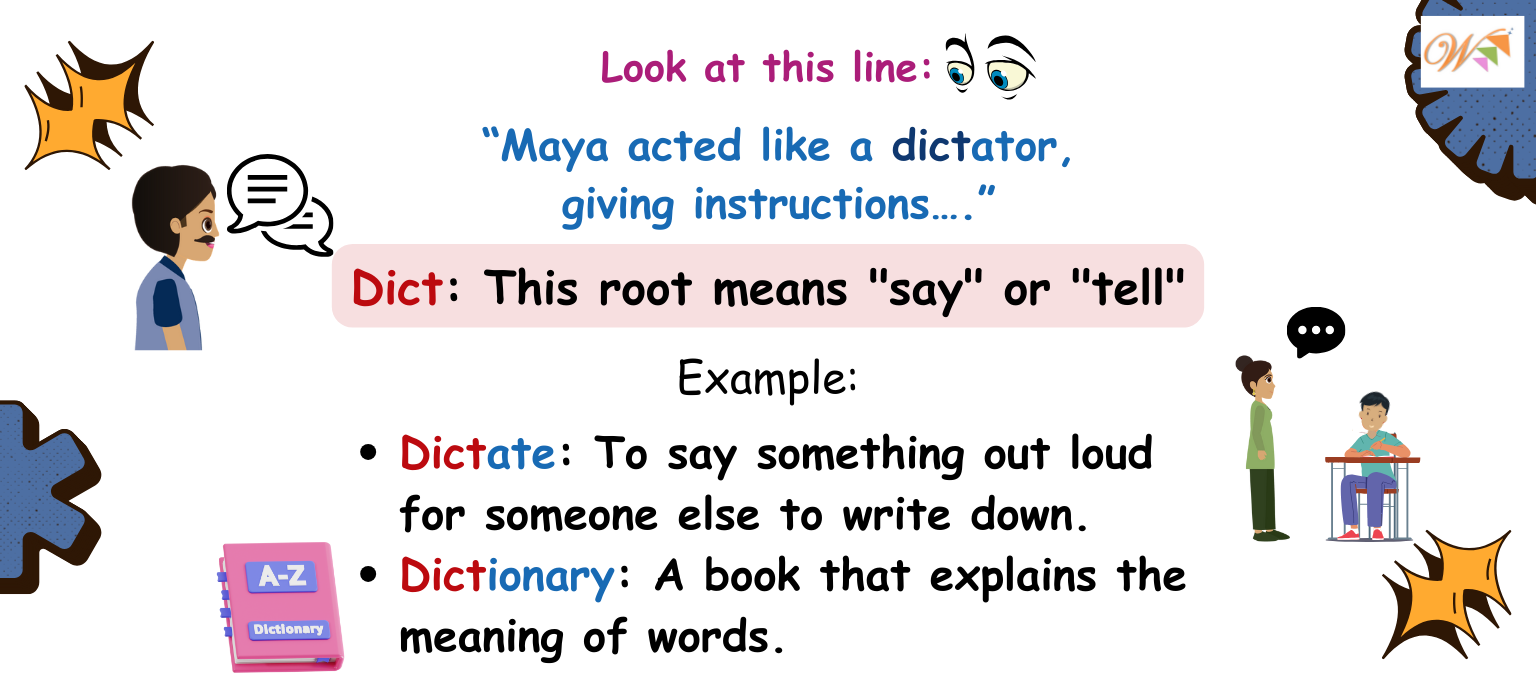 Look at this line:
“Maya acted like a dictator,
giving instructions....”
Dict: This root means "say" or "tell"
Example:
• Dictate: To say something out loud
for someone else to write down.
• Dictionary: A book that explains the
meaning of words.
A-Z
Dictionary
W